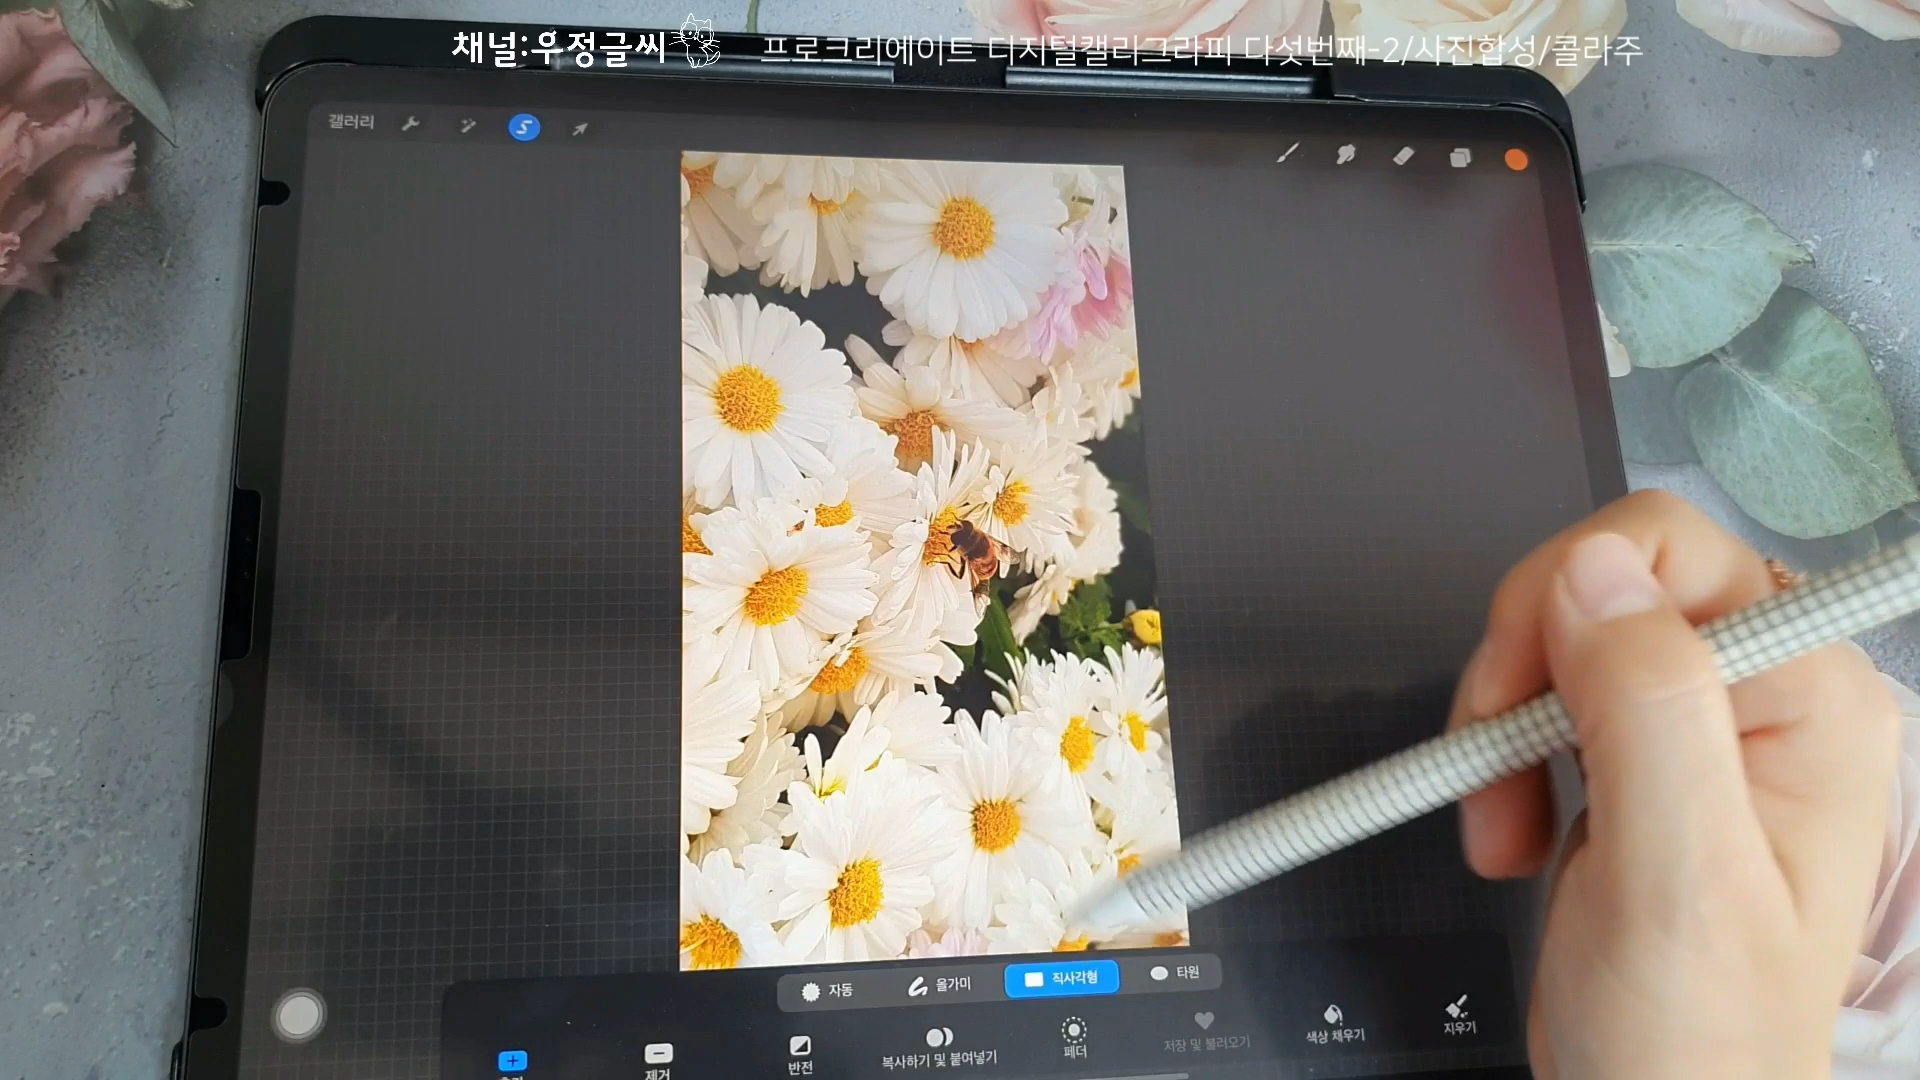 채널:우정글씨
프로크리에이트 디지털캘리그라피 다섯번째-2/사진합성/콜라주
갤러리
자동
올가미
직사각형
타원
제거
반전
복사하기 및 붙여넣기
페더
저장 및 불러오기
색상 채우기
지우기